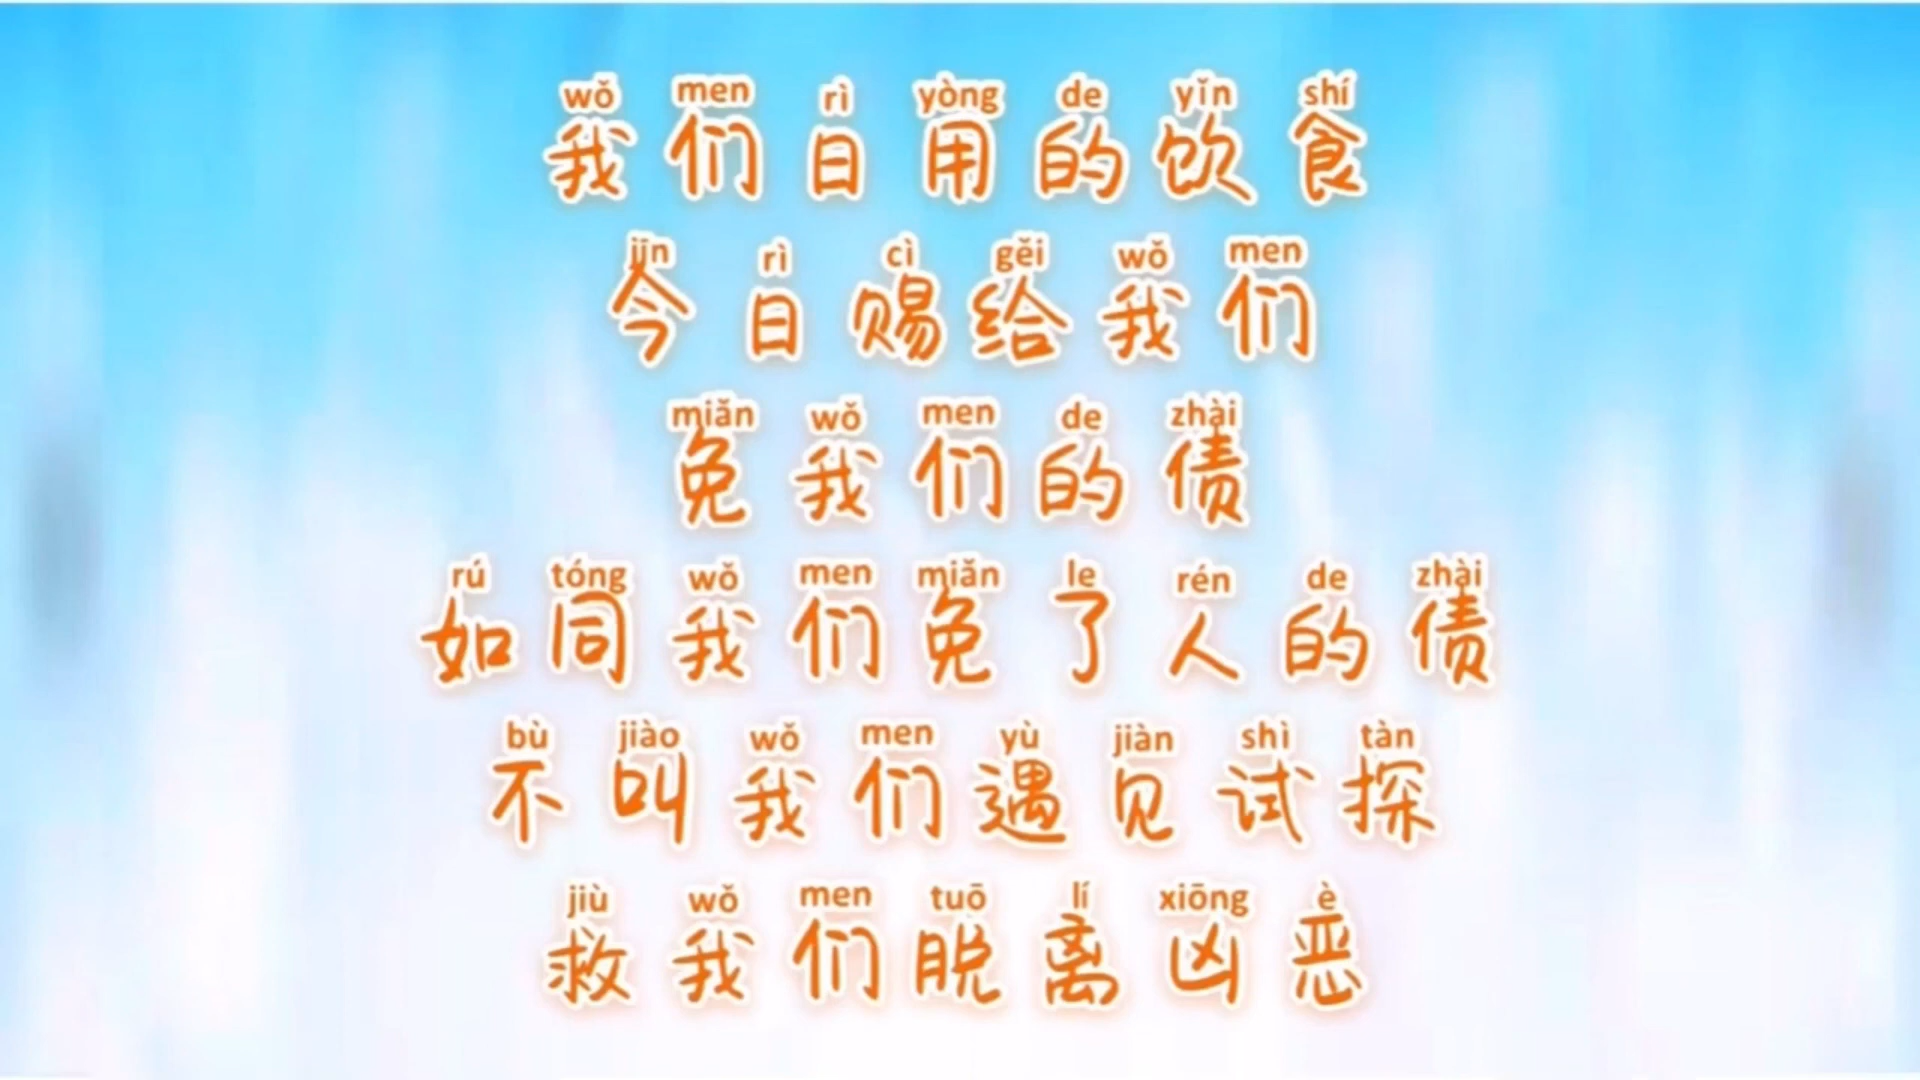 wǒ men rì yòng de yǐn shí
我们日用的饮食
jīn rì cì gěi wǒ men
今日赐给我们
miǎn wǒ men de zhài
免我们的债
rú tóng wǒ men miǎn le rén de zhài
如同我们免了人的债
bù jiào wǒ men yù jiàn shì tàn
不叫我们遇见试探
jiù wǒ men tuō lí xiōng è
救我们脱离凶恶